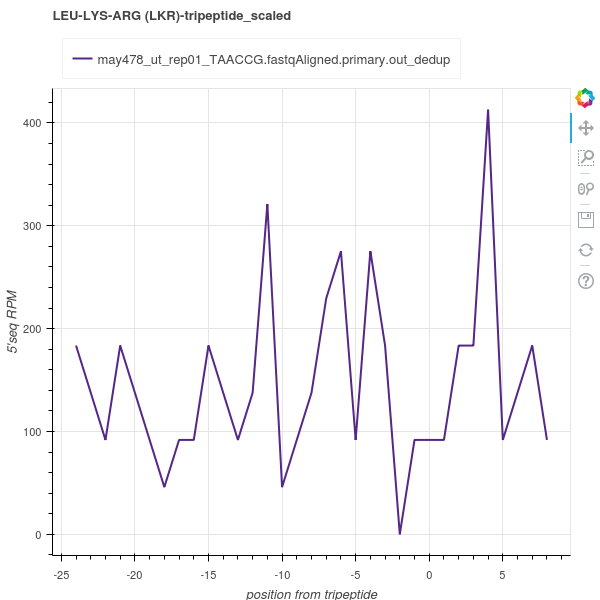 LEU-LYS-ARG (LKR)-tripeptide_scaled
may478_ut_rep01_TAACCG.fastqAligned.primary.out_dedup
400
300
200
100
0
5'seq RPM
-25 -20 -15 -10 -5 0 5
position from tripeptide